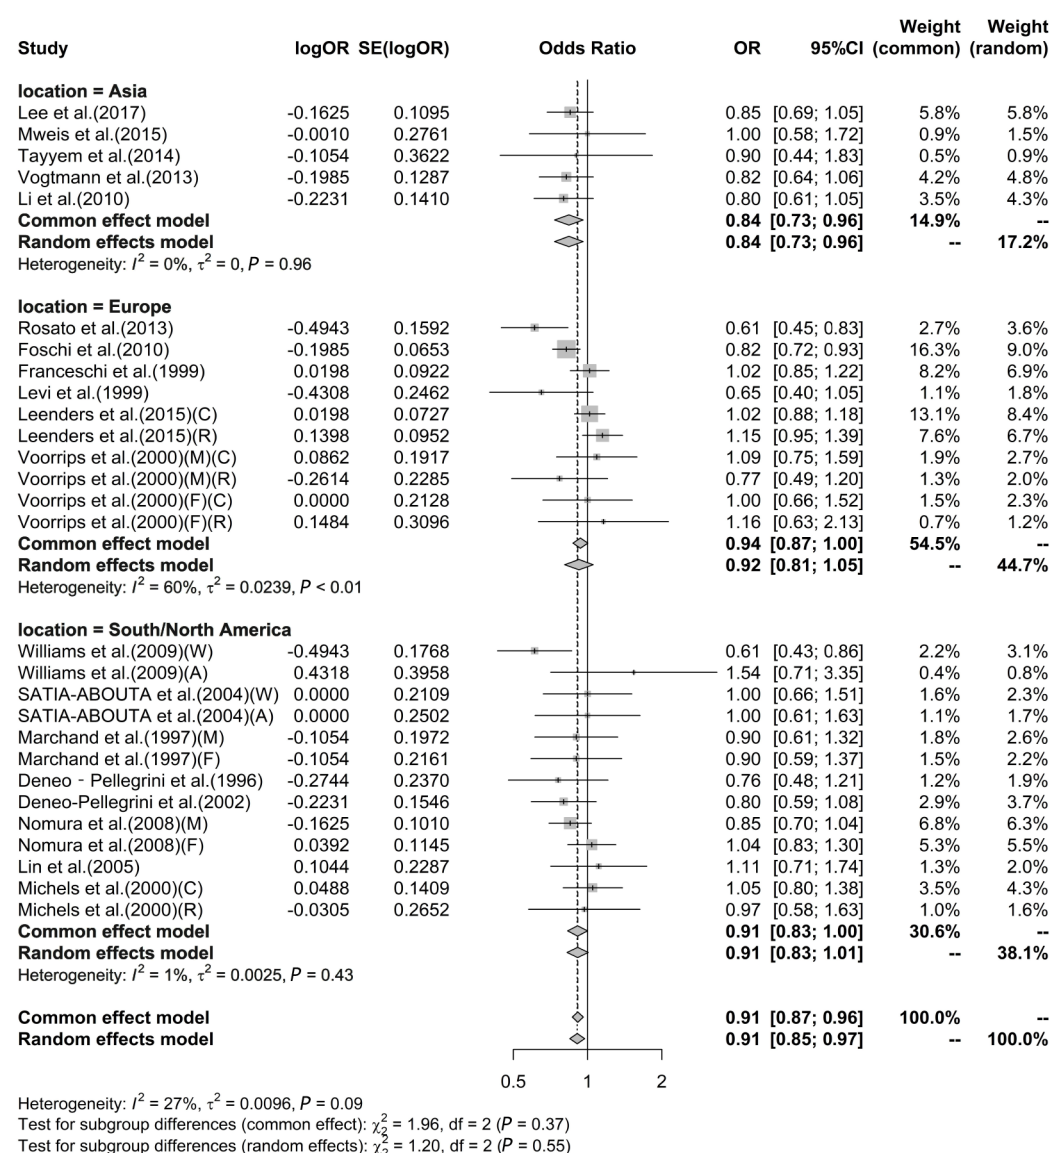 Weight Weight
Study logOR SE(logOR) Odds Ratio OR 95%CI (common) (random)
location = Asia
Lee et al.(2017) -0.1625 0.1095 0.85 [0.69; 1.05] 5.8% 5.8%
Mweis et al.(2015) -0.0010 0.2761 1.00 [0.58; 1.72] 0.9% 1.5%
Tayyem et al.(2014) -0.1054 0.3622 0.90 [0.44; 1.83] 0.5% 0.9%
Vogtmann et al.(2013) -0.1985 0.1287 0.82 [0.64; 1.06] 4.2% 4.8%
Li et al.(2010) -0.2231 0.1410 0.80 [0.61; 1.05] 3.5% 4.3%
Common effect model 0.84 [0.73; 0.96] 14.9% --
Random effects model 0.84 [0.73; 0.96] -- 17.2%
Heterogeneity: I² = 0%, τ² = 0, P = 0.96
location = Europe
Rosato et al.(2013) -0.4943 0.1592 0.61 [0.45; 0.83] 2.7% 3.6%
Foschi et al.(2010) -0.1985 0.0653 0.82 [0.72; 0.93] 16.3% 9.0%
Franceschi et al.(1999) 0.0198 0.0922 1.02 [0.85; 1.22] 8.2% 6.9%
Levi et al.(1999) -0.4308 0.2462 0.65 [0.40; 1.05] 1.1% 1.8%
Leenders et al.(2015)(C) 0.0198 0.0727 1.02 [0.88; 1.18] 13.1% 8.4%
Leenders et al.(2015)(R) 0.1398 0.0952 1.15 [0.95; 1.39] 7.6% 6.7%
Voorrips et al.(2000)(M)(C) 0.0862 0.1917 1.09 [0.75; 1.59] 1.9% 2.7%
Voorrips et al.(2000)(M)(R) -0.2614 0.2285 0.77 [0.49; 1.20] 1.3% 2.0%
Voorrips et al.(2000)(F)(C) 0.0000 0.2128 1.00 [0.66; 1.52] 1.5% 2.3%
Voorrips et al.(2000)(F)(R) 0.1484 0.3096 1.16 [0.63; 2.13] 0.7% 1.2%
Common effect model 0.94 [0.87; 1.00] 54.5% --
Random effects model 0.92 [0.81; 1.05] -- 44.7%
Heterogeneity: I² = 60%, τ² = 0.0239, P < 0.01
location = South/North America
Williams et al.(2009)(W) -0.4943 0.1768 0.61 [0.43; 0.86] 2.2% 3.1%
Williams et al.(2009)(A) 0.4318 0.3958 1.54 [0.71; 3.35] 0.4% 0.8%
SATIA-ABOUTA et al.(2004)(W) 0.0000 0.2109 1.00 [0.66; 1.51] 1.6% 2.3%
SATIA-ABOUTA et al.(2004)(A) 0.0000 0.2502 1.00 [0.61; 1.63] 1.1% 1.7%
Marchand et al.(1997)(M) -0.1054 0.1972 0.90 [0.61; 1.32] 1.8% 2.6%
Marchand et al.(1997)(F) -0.1054 0.2161 0.90 [0.59; 1.37] 1.5% 2.2%
Deneo‐Pellegrini et al.(1996) -0.2744 0.2370 0.76 [0.48; 1.21] 1.2% 1.9%
Deneo-Pellegrini et al.(2002) -0.2231 0.1546 0.80 [0.59; 1.08] 2.9% 3.7%
Nomura et al.(2008)(M) -0.1625 0.1010 0.85 [0.70; 1.04] 6.8% 6.3%
Nomura et al.(2008)(F) 0.0392 0.1145 1.04 [0.83; 1.30] 5.3% 5.5%
Lin et al.(2005) 0.1044 0.2287 1.11 [0.71; 1.74] 1.3% 2.0%
Michels et al.(2000)(C) 0.0488 0.1409 1.05 [0.80; 1.38] 3.5% 4.3%
Michels et al.(2000)(R) -0.0305 0.2652 0.97 [0.58; 1.63] 1.0% 1.6%
Common effect model 0.91 [0.83; 1.00] 30.6% --
Random effects model 0.91 [0.83; 1.01] -- 38.1%
Heterogeneity: I² = 1%, τ² = 0.0025, P = 0.43
Common effect model 0.91 [0.87; 0.96] 100.0% --
Random effects model 0.91 [0.85; 0.97] -- 100.0%
0.5 1 2
Heterogeneity: I² = 27%, τ² = 0.0096, P = 0.09
Test for subgroup differences (common effect): χ²₂ = 1.96, df = 2 (P = 0.37)
Test for subgroup differences (random effects): χ²₂ = 1.20, df = 2 (P = 0.55)